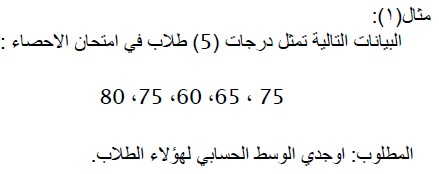 مثال(١):
البيانات التالية تمثل درجات (5) طلاب في امتحان الاحصاء :
75 ، 65، 60، 75، 80
المطلوب: اوجدي الوسط الحسابي لهؤلاء الطلاب.